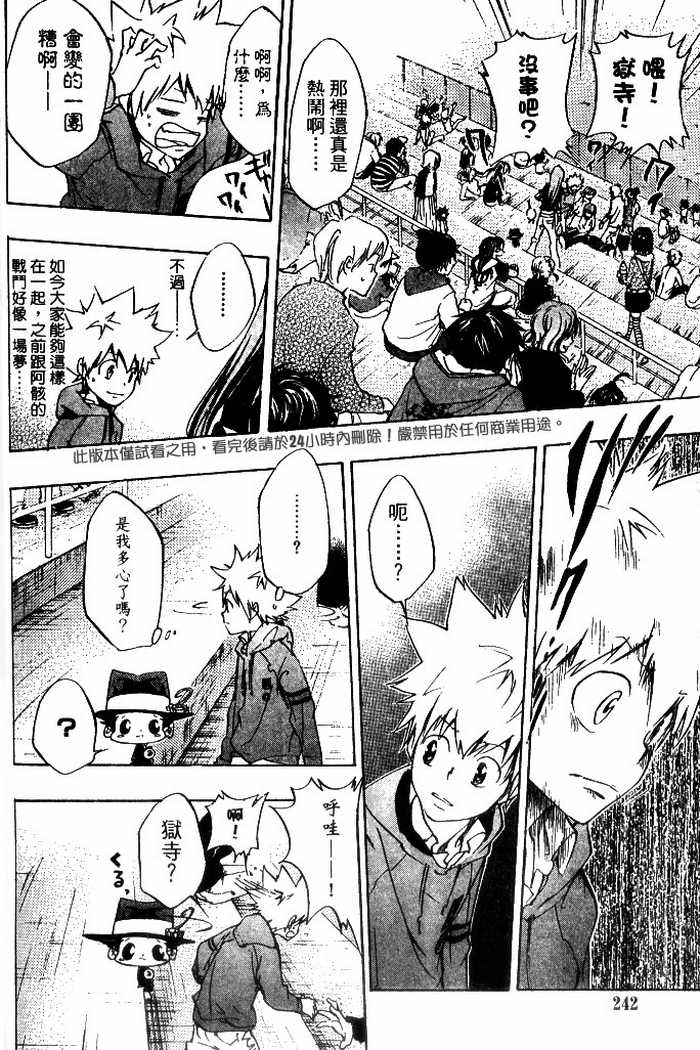 喂！
獄寺！
沒事吧？
那裡還真是
熱鬧啊……
啊啊，為
什麼……
會變的一團
糟啊——
ワイ
ワイ
……
不過——
如今大家能夠這樣
在一起，之前跟阿骸的
戰鬥好像一場夢……
此版本僅試看之用，看完後請於24小時內刪除！嚴禁用於任何商業用途。
呃……？
……？
是我多心了嗎？
？
呼哇——
啊！
獄寺？
くる
242